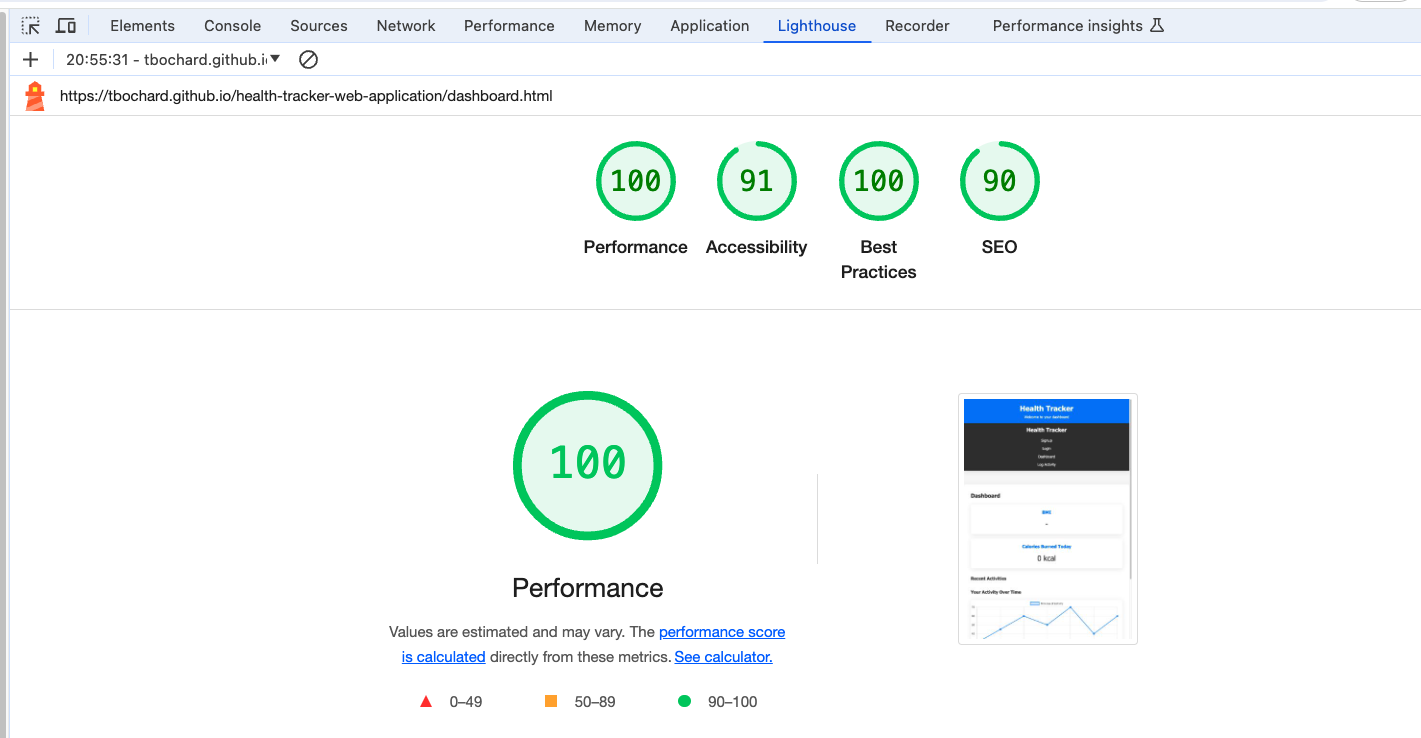 Elements Console Sources Network Performance Memory Application Lighthouse Recorder Performance insights
20:55:31 - tbochard.github.i
https://tbochard.github.io/health-tracker-web-application/dashboard.html
100 91 100 90
Performance Accessibility Best Practices SEO
100
Performance
Values are estimated and may vary. The performance score
is calculated directly from these metrics. See calculator.
0–49 50–89 90–100
Health Tracker
Welcome to your dashboard
Health Tracker
Signup
Login
Dashboard
Log Activity
Dashboard
BMI
-
Calories Burned Today
0 kcal
Recent Activities
Your Activity Over Time